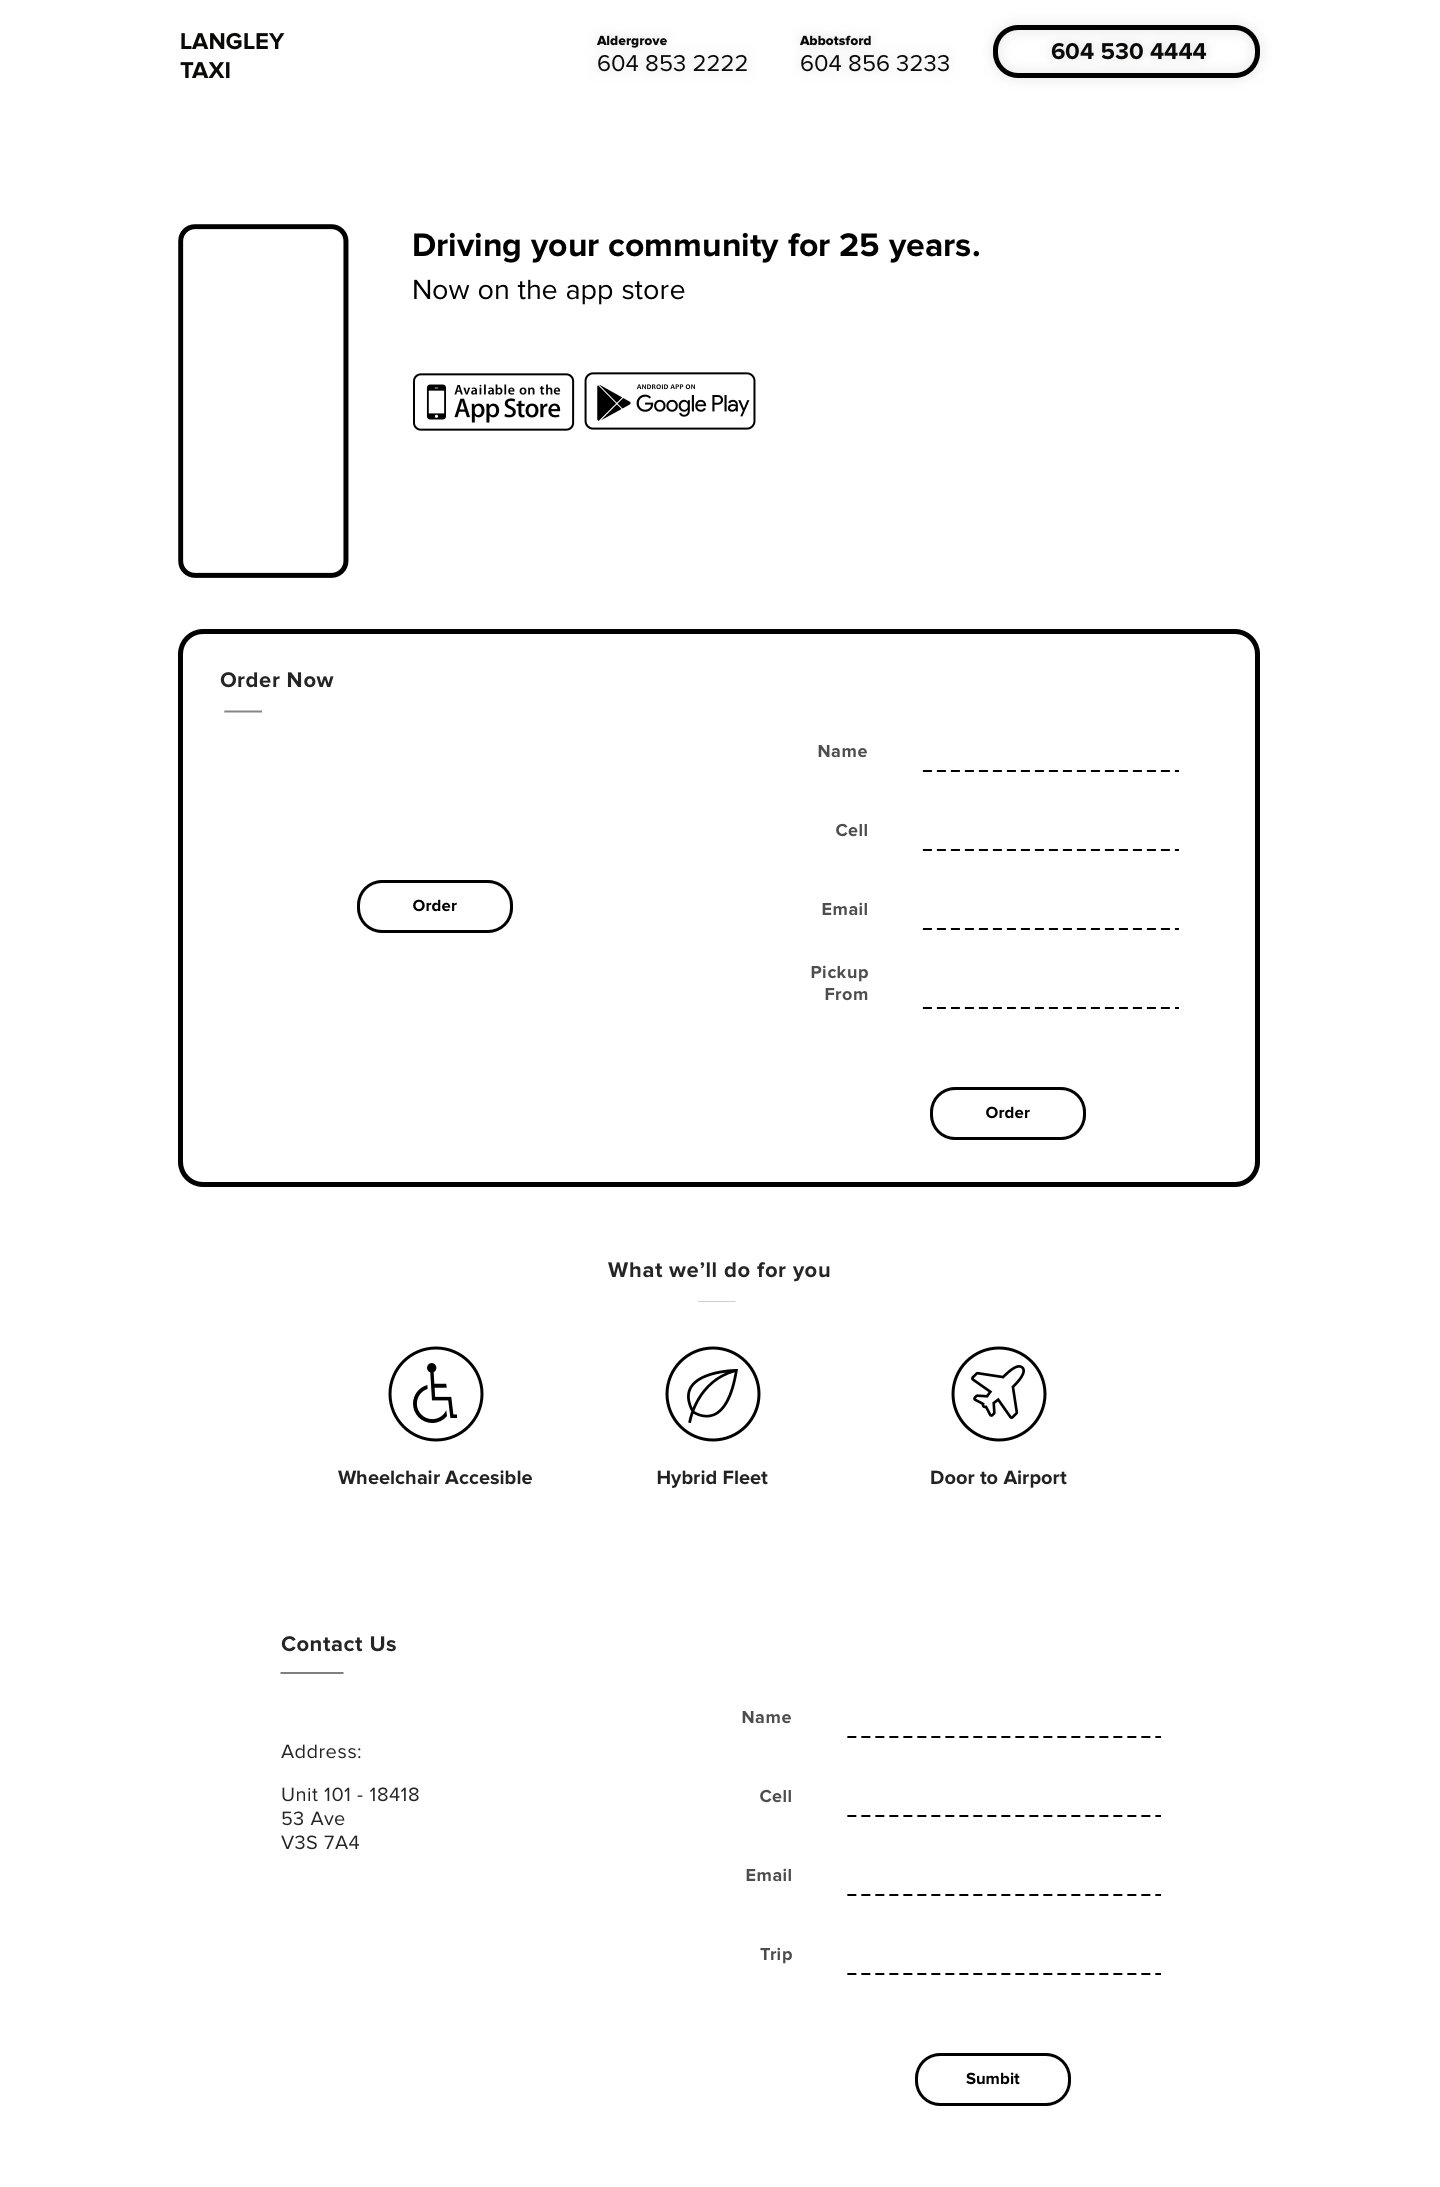 LANGLEY
TAXI
Aldergrove
604 853 2222
Abbotsford
604 856 3233
604 530 4444
Driving your community for 25 years.
Now on the app store
Available on the
App Store
ANDROID APP ON
Google Play
Order Now
Order
Name
Cell
Email
Pickup
From
Order
What we’ll do for you
Wheelchair Accesible
Hybrid Fleet
Door to Airport
Contact Us
Address:
Unit 101 - 18418
53 Ave
V3S 7A4
Name
Cell
Email
Trip
Sumbit